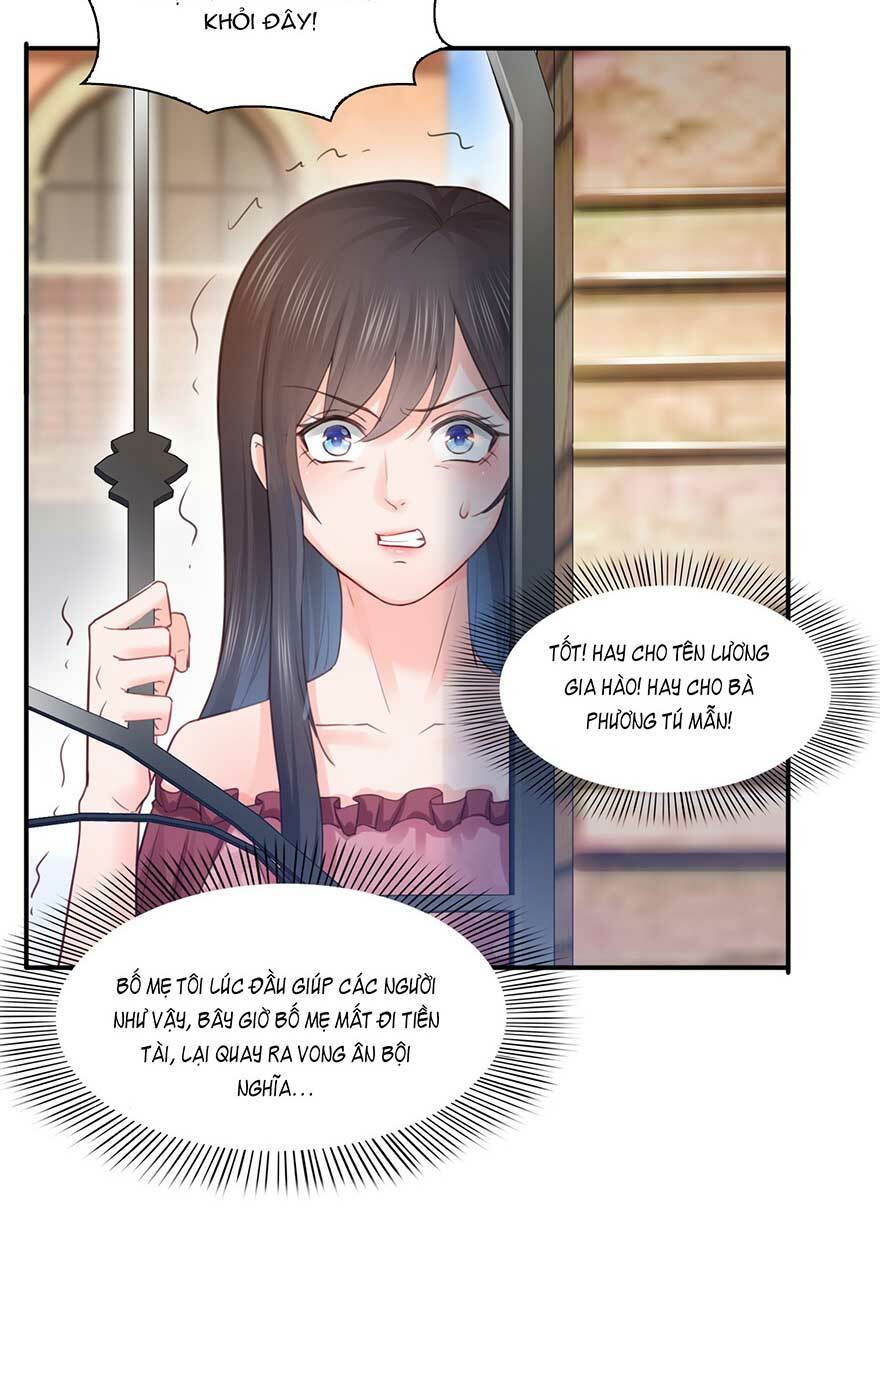 KHỎI ĐÂY!
TỐT! HAY CHO TÊN LƯƠNG
GIA HÀO! HAY CHO BÀ
PHƯƠNG TÚ MẪN!
BỐ MẸ TÔI LÚC ĐẦU GIÚP CÁC NGƯỜI
NHƯ VẬY, BÂY GIỜ BỐ MẸ MẤT ĐI TIỀN
TÀI, LẠI QUAY RA VONG ÂN BỘI
NGHĨA...